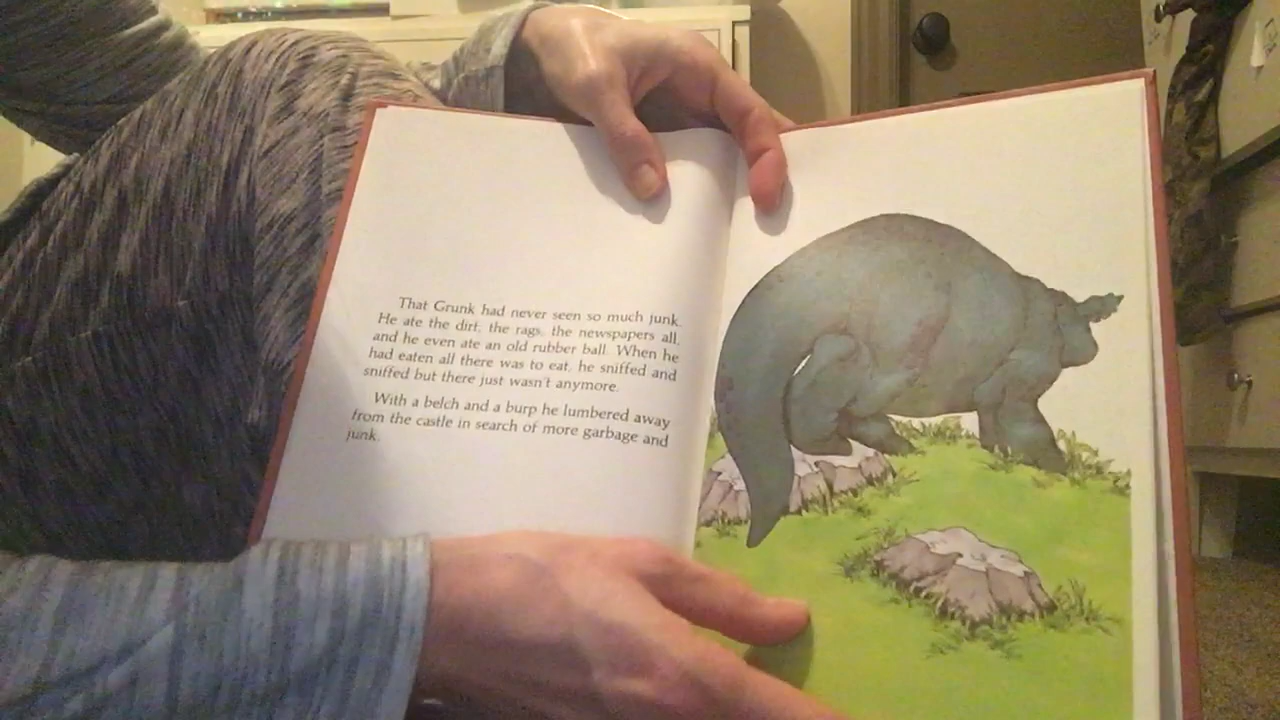 That Grunk had never seen so much junk.
He ate the dirt, the rags, the newspapers all,
and he even ate an old rubber ball. When he
had eaten all there was to eat, he sniffed and
sniffed but there just wasn't anymore.
With a belch and a burp he lumbered away
from the castle in search of more garbage and
junk.